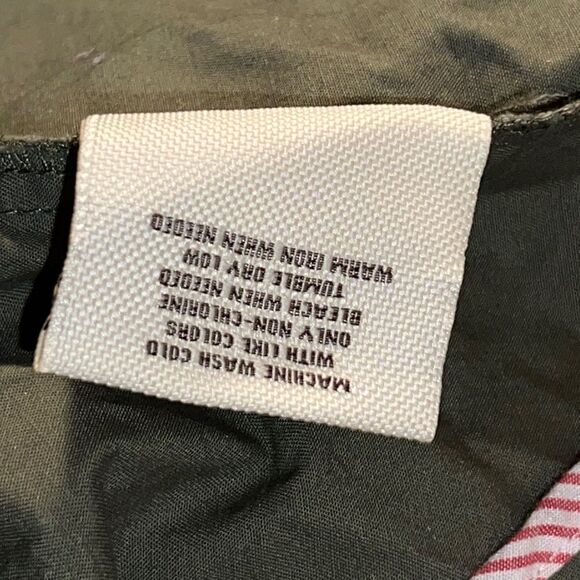 MACHINE WASH COLD
WITH LIKE COLORS
ONLY NON-CHLORINE
BLEACH WHEN NEEDED
TUMBLE DRY LOW
WARM IRON WHEN NEEDED